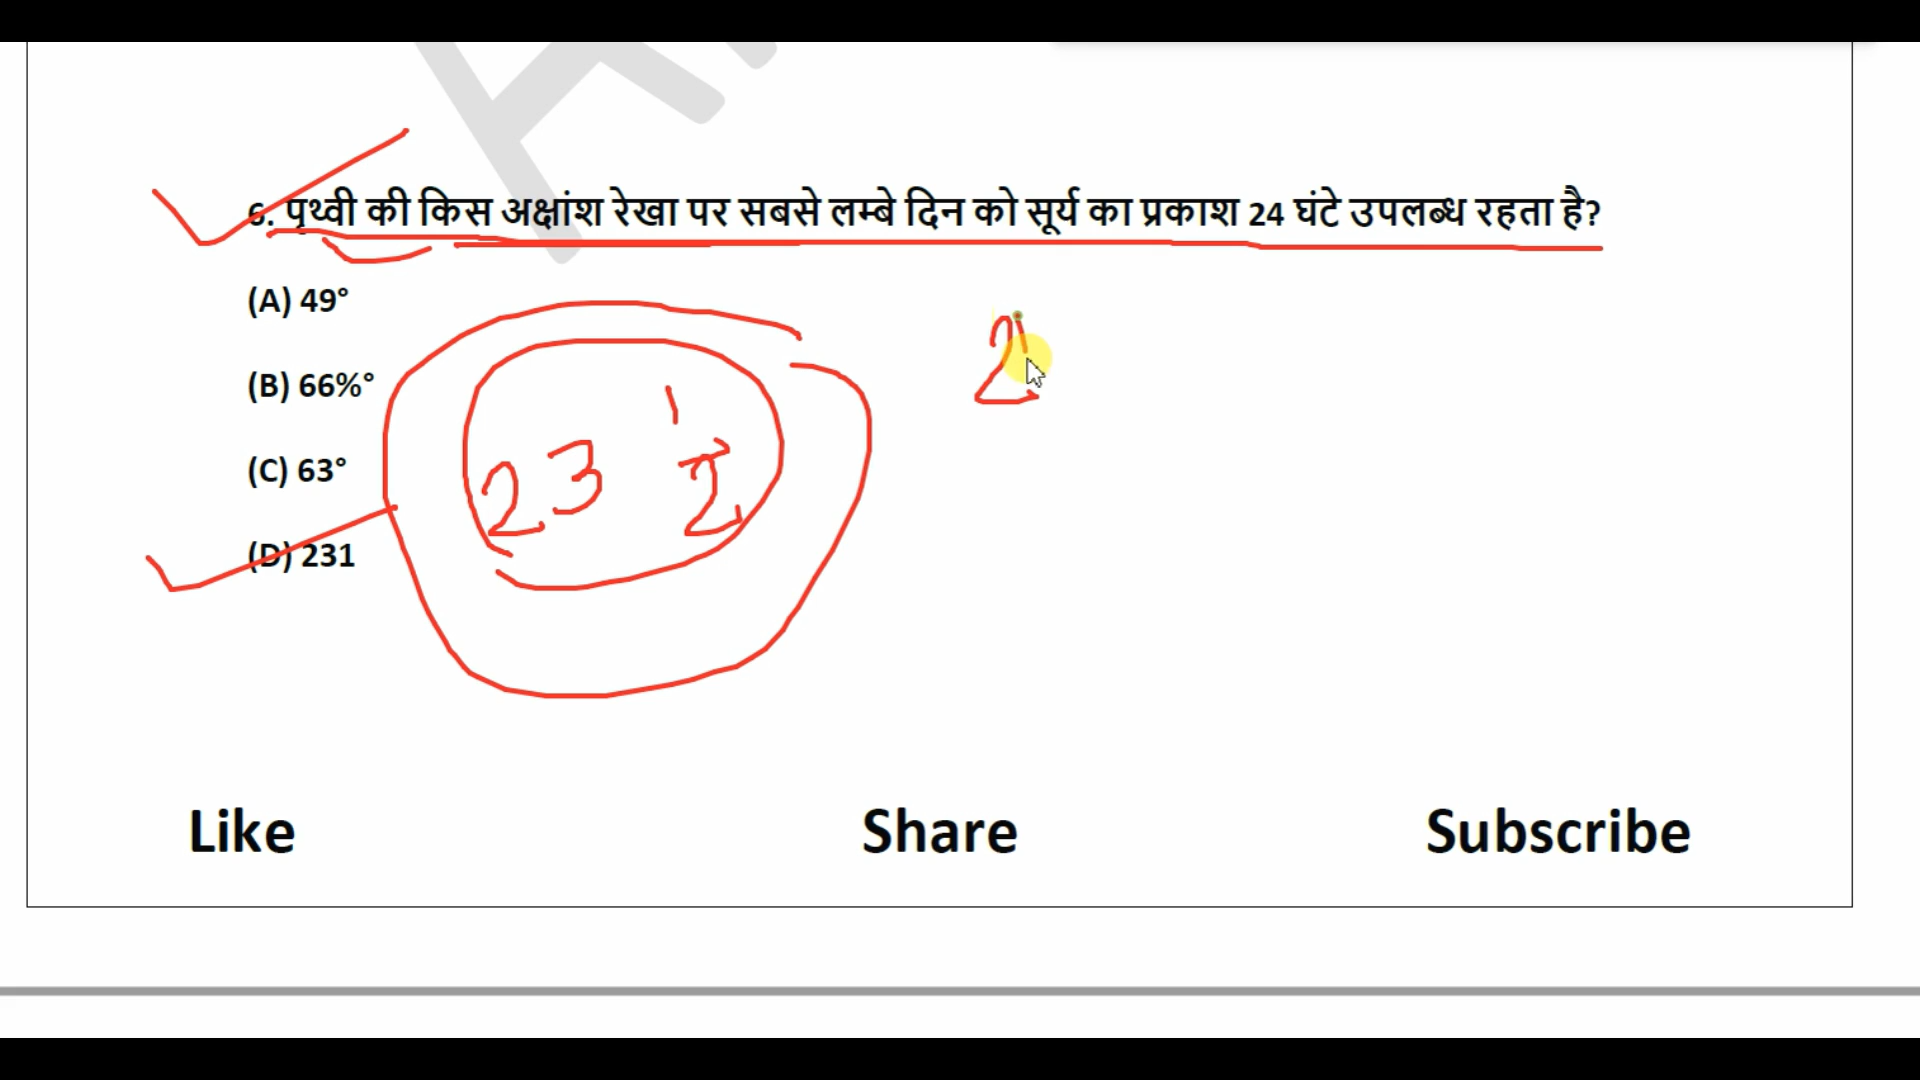 6. पृथ्वी की किस अक्षांश रेखा पर सबसे लम्बे दिन को सूर्य का प्रकाश 24 घंटे उपलब्ध रहता है?
(A) 49°
(B) 66%°
(C) 63°
(D) 231
23 1/2
2
Like Share Subscribe